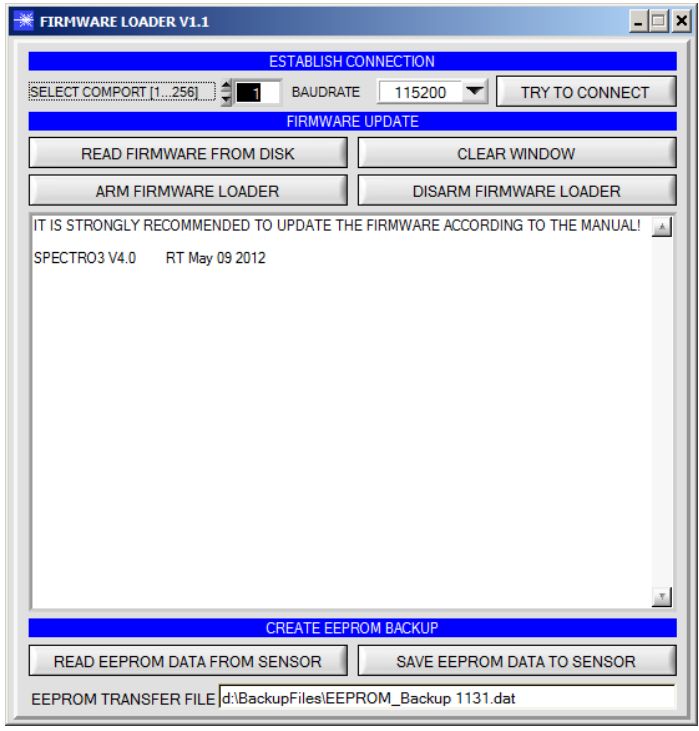 FIRMWARE LOADER V1.1
ESTABLISH CONNECTION
SELECT COMPORT [1...256] 1 BAUDRATE 115200 TRY TO CONNECT
FIRMWARE UPDATE
READ FIRMWARE FROM DISK CLEAR WINDOW
ARM FIRMWARE LOADER DISARM FIRMWARE LOADER
IT IS STRONGLY RECOMMENDED TO UPDATE THE FIRMWARE ACCORDING TO THE MANUAL!
SPECTRO3 V4.0 RT May 09 2012
CREATE EEPROM BACKUP
READ EEPROM DATA FROM SENSOR SAVE EEPROM DATA TO SENSOR
EEPROM TRANSFER FILE d:\BackupFiles\EEPROM_Backup 1131.dat